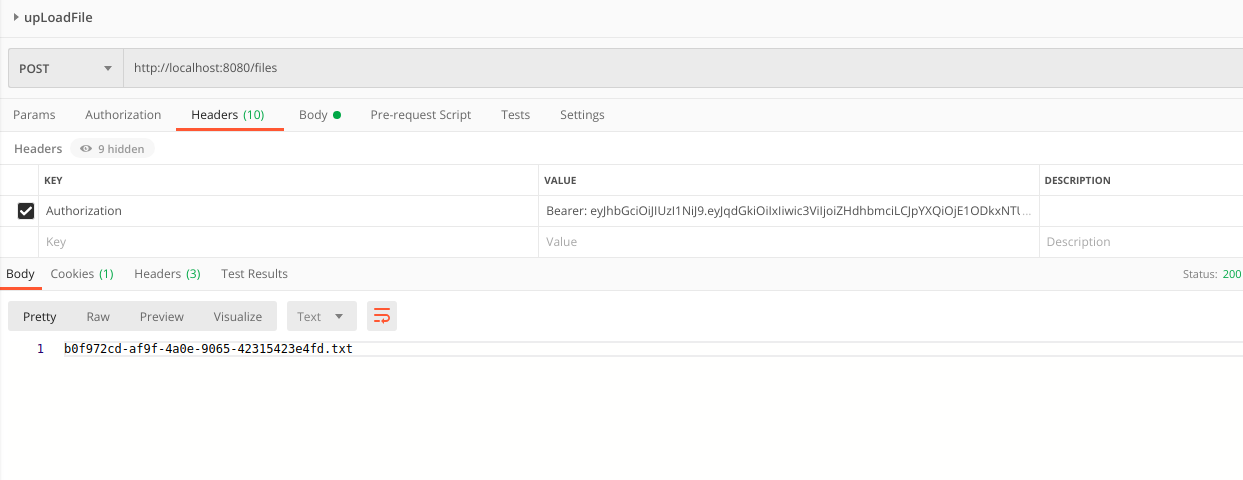 upLoadFile
POST http://localhost:8080/files
Params Authorization Headers (10) Body Pre-request Script Tests Settings
Headers 9 hidden
KEY VALUE DESCRIPTION
Authorization Bearer: eyJhbGciOiJIUzI1NiJ9.eyJqdGkiOiIxIiwic3ViIjoiZHdhbmciLCJpYXQiOjE1ODkxNTU...
Key Value Description
Body Cookies (1) Headers (3) Test Results Status: 200
Pretty Raw Preview Visualize Text
1 b0f972cd-af9f-4a0e-9065-42315423e4fd.txt